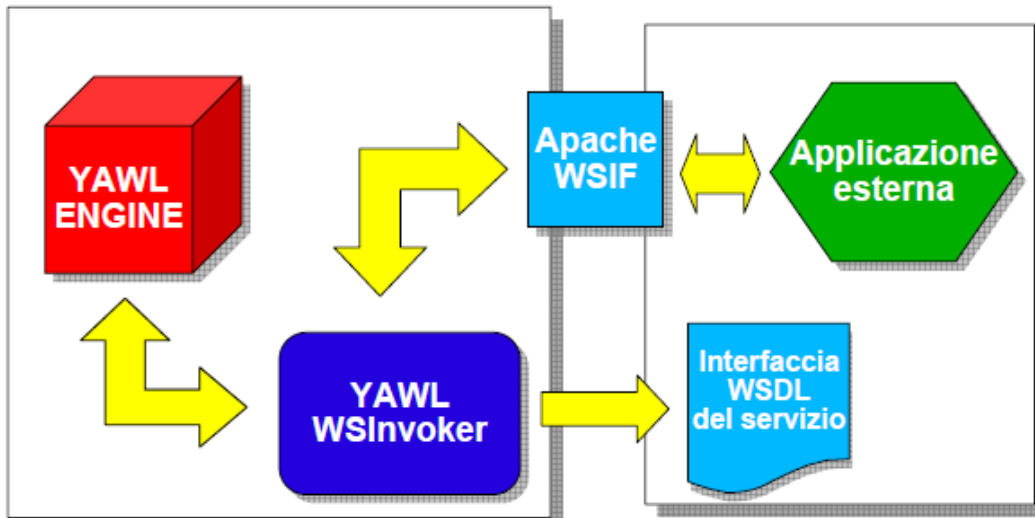 YAWL
ENGINE
Apache
WSIF
Applicazione
esterna
YAWL
WSInvoker
Interfaccia
WSDL
del servizio